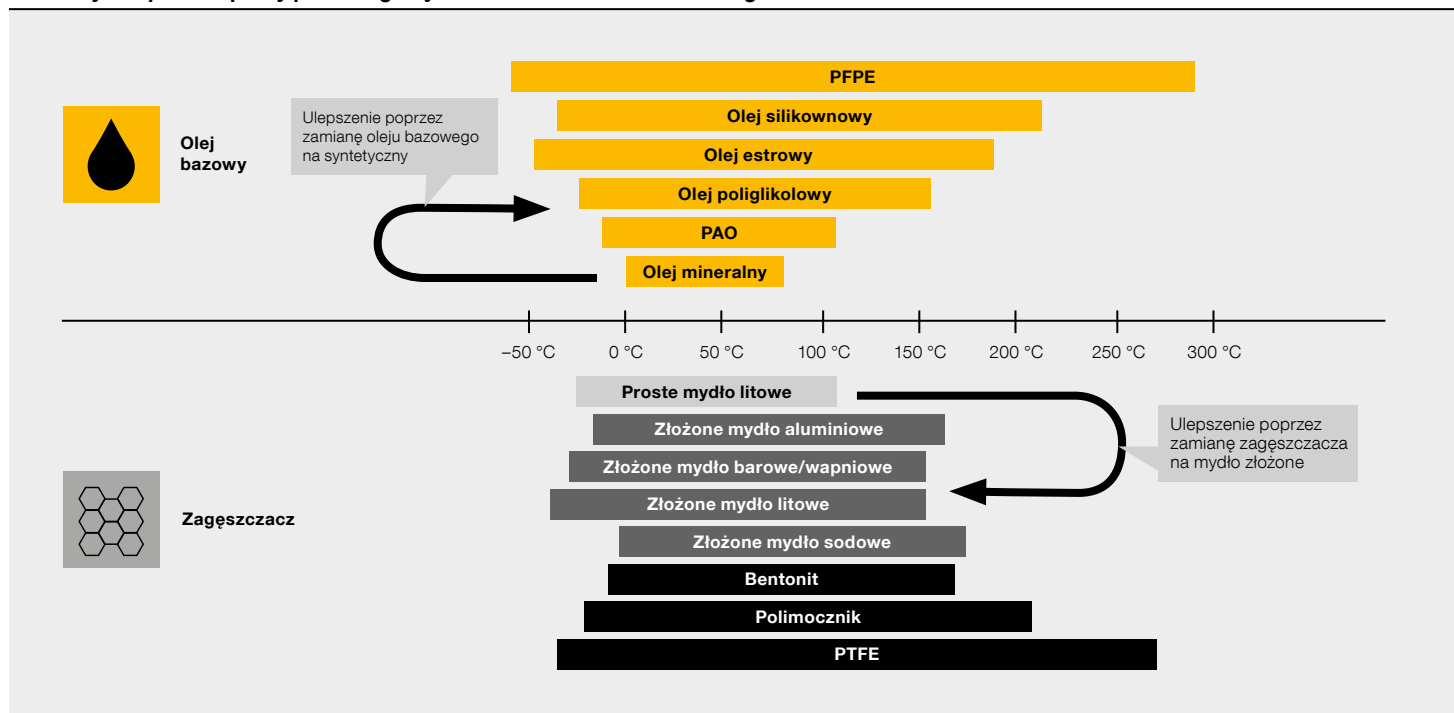 Ulepszenie poprzez
zamianę oleju bazowego
na syntetyczny
Olej
bazowy
PFPE
Olej silikownowy
Olej estrowy
Olej poliglikolowy
PAO
Olej mineralny
–50 °C 0 °C 50 °C 100 °C 150 °C 200 °C 250 °C 300 °C
Proste mydło litowe
Złożone mydło aluminiowe
Złożone mydło barowe/wapniowe
Złożone mydło litowe
Złożone mydło sodowe
Bentonit
Polimocznik
PTFE
Ulepszenie poprzez
zamianę zagęszczacza
na mydło złożone
Zagęszczacz